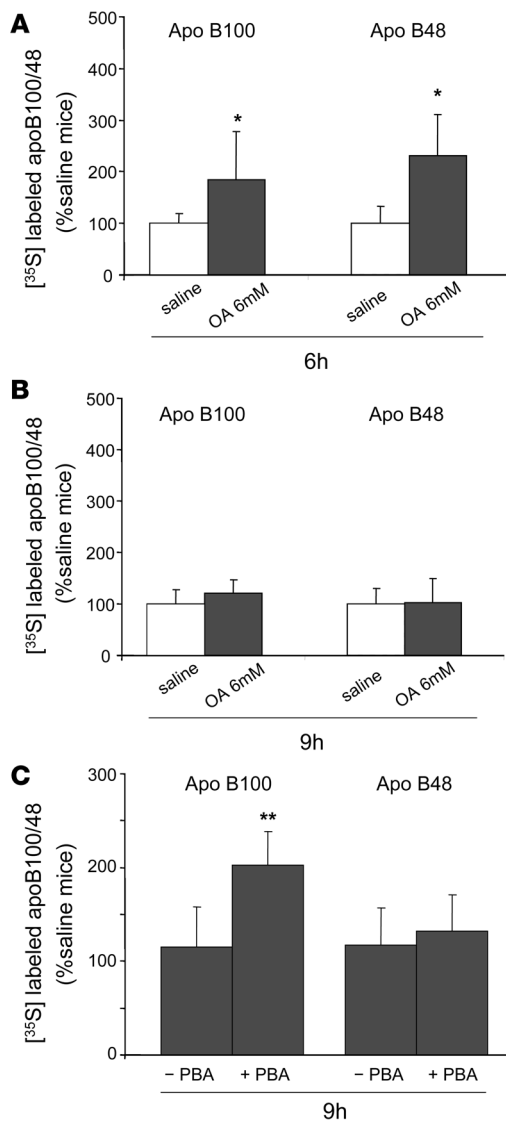 A
[³⁵S] labeled apoB100/48
(%saline mice)
500
400
300
200
100
0
Apo B100
Apo B48
*
*
saline
OA 6mM
saline
OA 6mM
6h
B
[³⁵S] labeled apoB100/48
(%saline mice)
500
400
300
200
100
0
Apo B100
Apo B48
saline
OA 6mM
saline
OA 6mM
9h
C
[³⁵S] labeled apoB100/48
(%saline mice)
300
200
100
0
Apo B100
Apo B48
**
– PBA
+ PBA
– PBA
+ PBA
9h